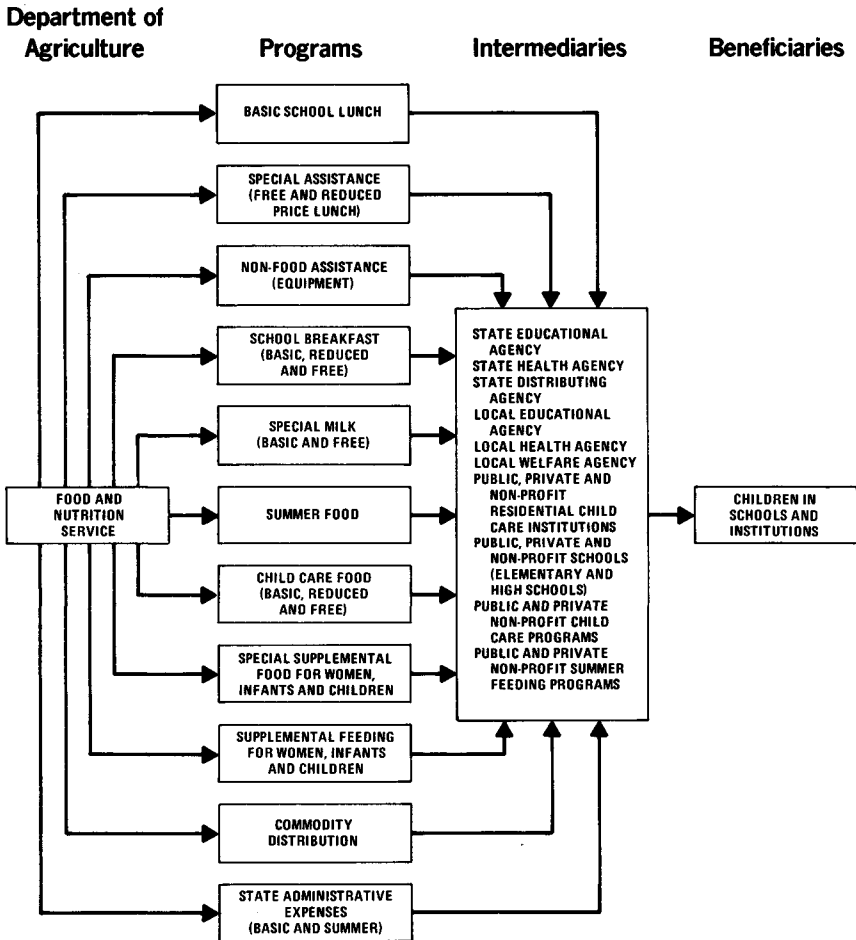 Department of
Agriculture
Programs
Intermediaries
Beneficiaries
BASIC SCHOOL LUNCH
SPECIAL ASSISTANCE
(FREE AND REDUCED
PRICE LUNCH)
NON-FOOD ASSISTANCE
(EQUIPMENT)
SCHOOL BREAKFAST
(BASIC, REDUCED
AND FREE)
SPECIAL MILK
(BASIC AND FREE)
FOOD AND
NUTRITION
SERVICE
SUMMER FOOD
CHILD CARE FOOD
(BASIC, REDUCED
AND FREE)
SPECIAL SUPPLEMENTAL
FOOD FOR WOMEN,
INFANTS AND CHILDREN
SUPPLEMENTAL FEEDING
FOR WOMEN, INFANTS
AND CHILDREN
COMMODITY
DISTRIBUTION
STATE ADMINISTRATIVE
EXPENSES
(BASIC AND SUMMER)
STATE EDUCATIONAL
AGENCY
STATE HEALTH AGENCY
STATE DISTRIBUTING
AGENCY
LOCAL EDUCATIONAL
AGENCY
LOCAL HEALTH AGENCY
LOCAL WELFARE AGENCY
PUBLIC, PRIVATE AND
NON-PROFIT
RESIDENTIAL CHILD
CARE INSTITUTIONS
PUBLIC, PRIVATE AND
NON-PROFIT SCHOOLS
(ELEMENTARY AND
HIGH SCHOOLS)
PUBLIC AND PRIVATE
NON-PROFIT CHILD
CARE PROGRAMS
PUBLIC AND PRIVATE
NON-PROFIT SUMMER
FEEDING PROGRAMS
CHILDREN IN
SCHOOLS AND
INSTITUTIONS